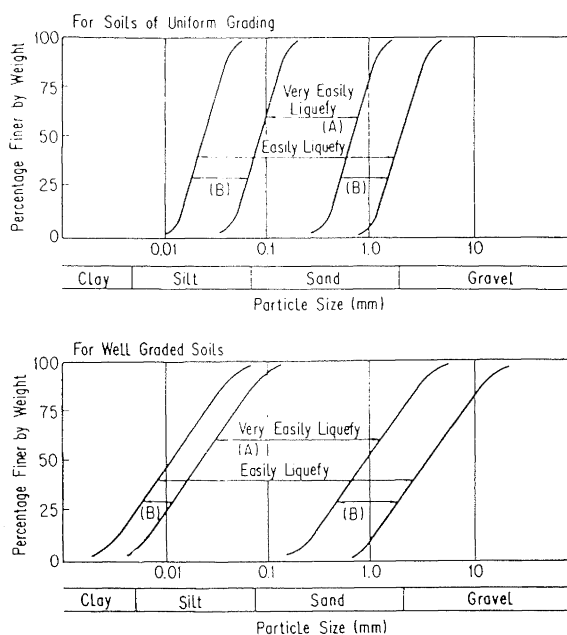 For Soils of Uniform Grading
Percentage Finer by Weight
100
75
50
25
0
Very Easily
Liquefy
(A)
Easily Liquefy
(B)
(B)
0.01
0.1
1.0
10
Clay
Silt
Sand
Gravel
Particle Size (mm)
For Well Graded Soils
Percentage Finer by Weight
100
75
50
25
0
Very Easily Liquefy
(A)
Easily Liquefy
(B)
(B)
0.01
0.1
1.0
10
Clay
Silt
Sand
Gravel
Particle Size (mm)